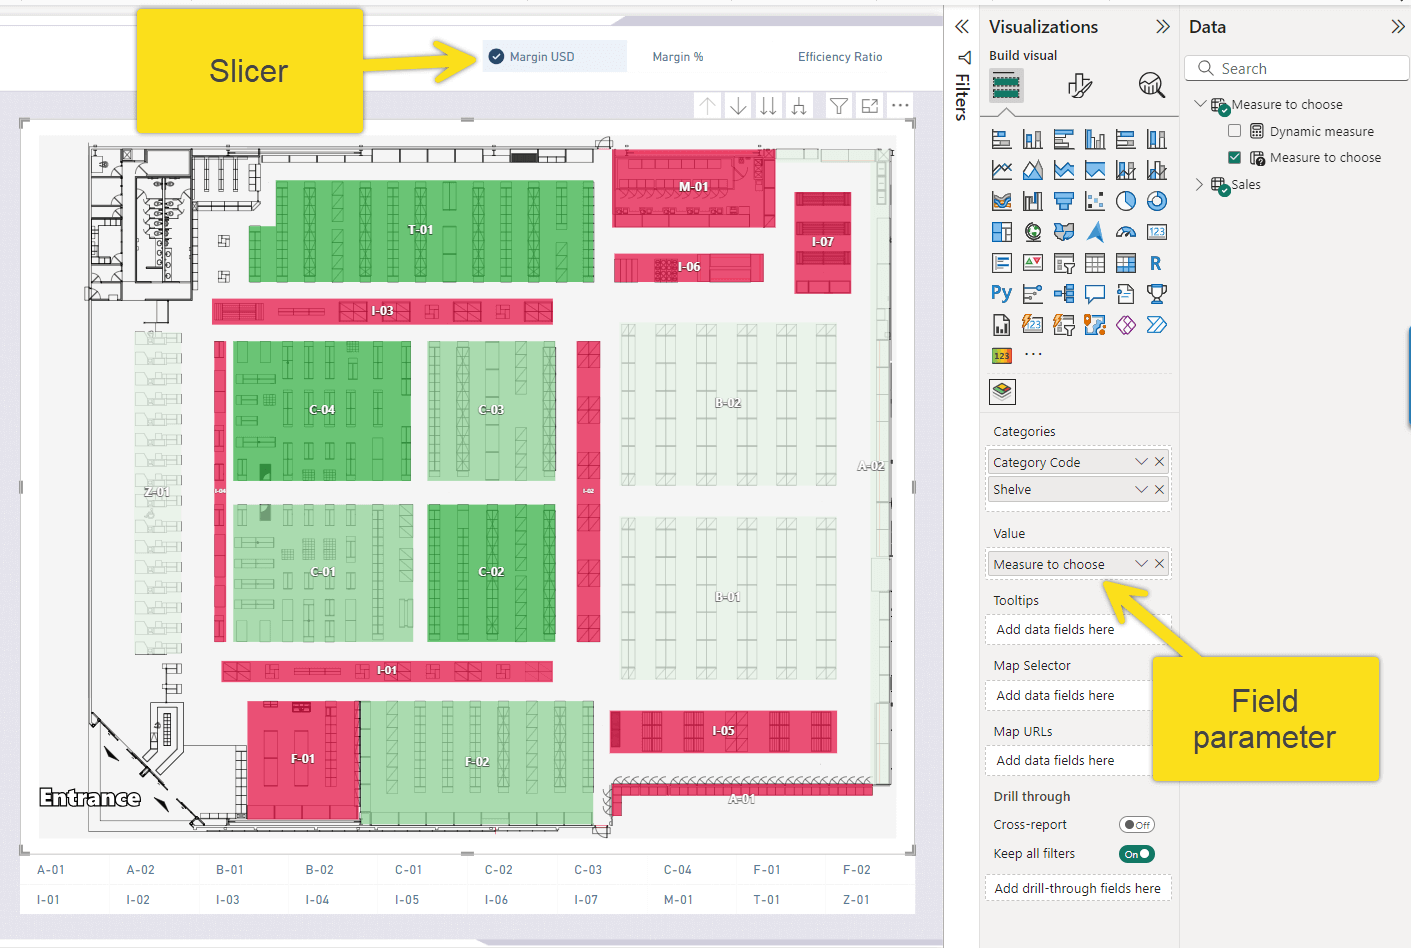 Slicer
Margin USD
Margin %
Efficiency Ratio
M-01
T-01
I-07
I-06
I-03
C-04
C-03
B-02
A-02
Z-01
I-04
I-02
C-01
C-02
B-01
I-01
I-05
F-01
F-02
A-01
Entrance
A-01 A-02 B-01 B-02 C-01 C-02 C-03 C-04 F-01 F-02
I-01 I-02 I-03 I-04 I-05 I-06 I-07 M-01 T-01 Z-01
Filters
Visualizations
Build visual
123
R
Py
123
123
Categories
Category Code
Shelve
Value
Measure to choose
Tooltips
Add data fields here
Map Selector
Add data fields here
Map URLs
Add data fields here
Drill through
Cross-report
Off
Keep all filters
On
Add drill-through fields here
Field
parameter
Data
Search
Measure to choose
Dynamic measure
Measure to choose
Sales